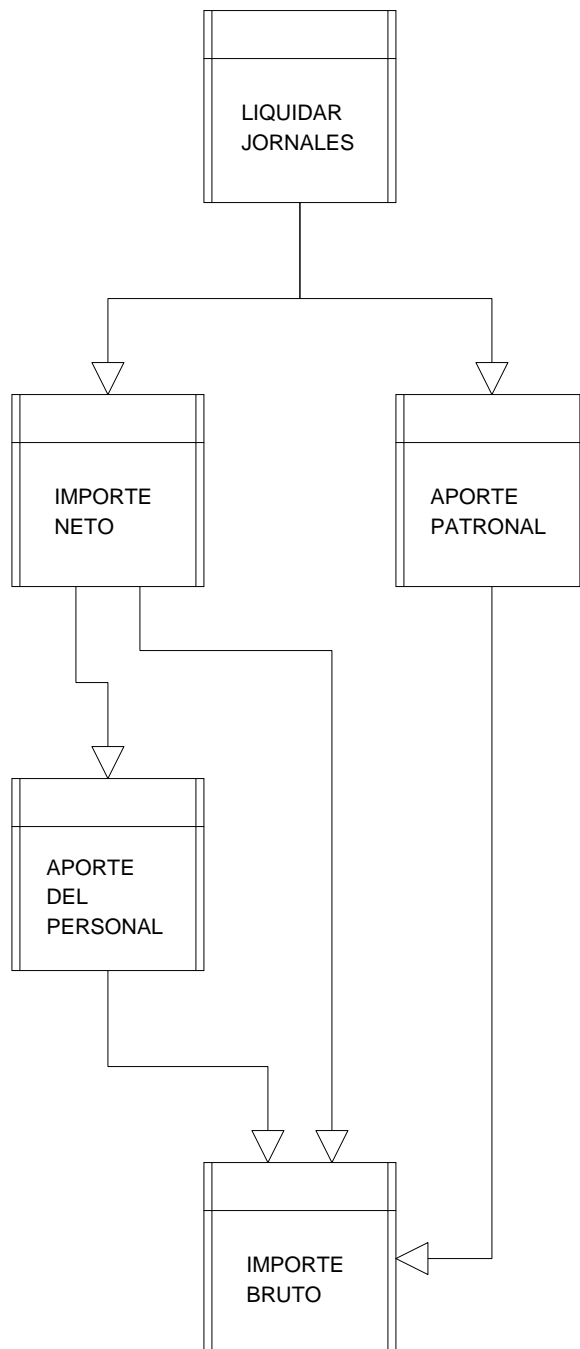 LIQUIDAR
JORNALES
IMPORTE
NETO
APORTE
PATRONAL
APORTE
DEL
PERSONAL
IMPORTE
BRUTO